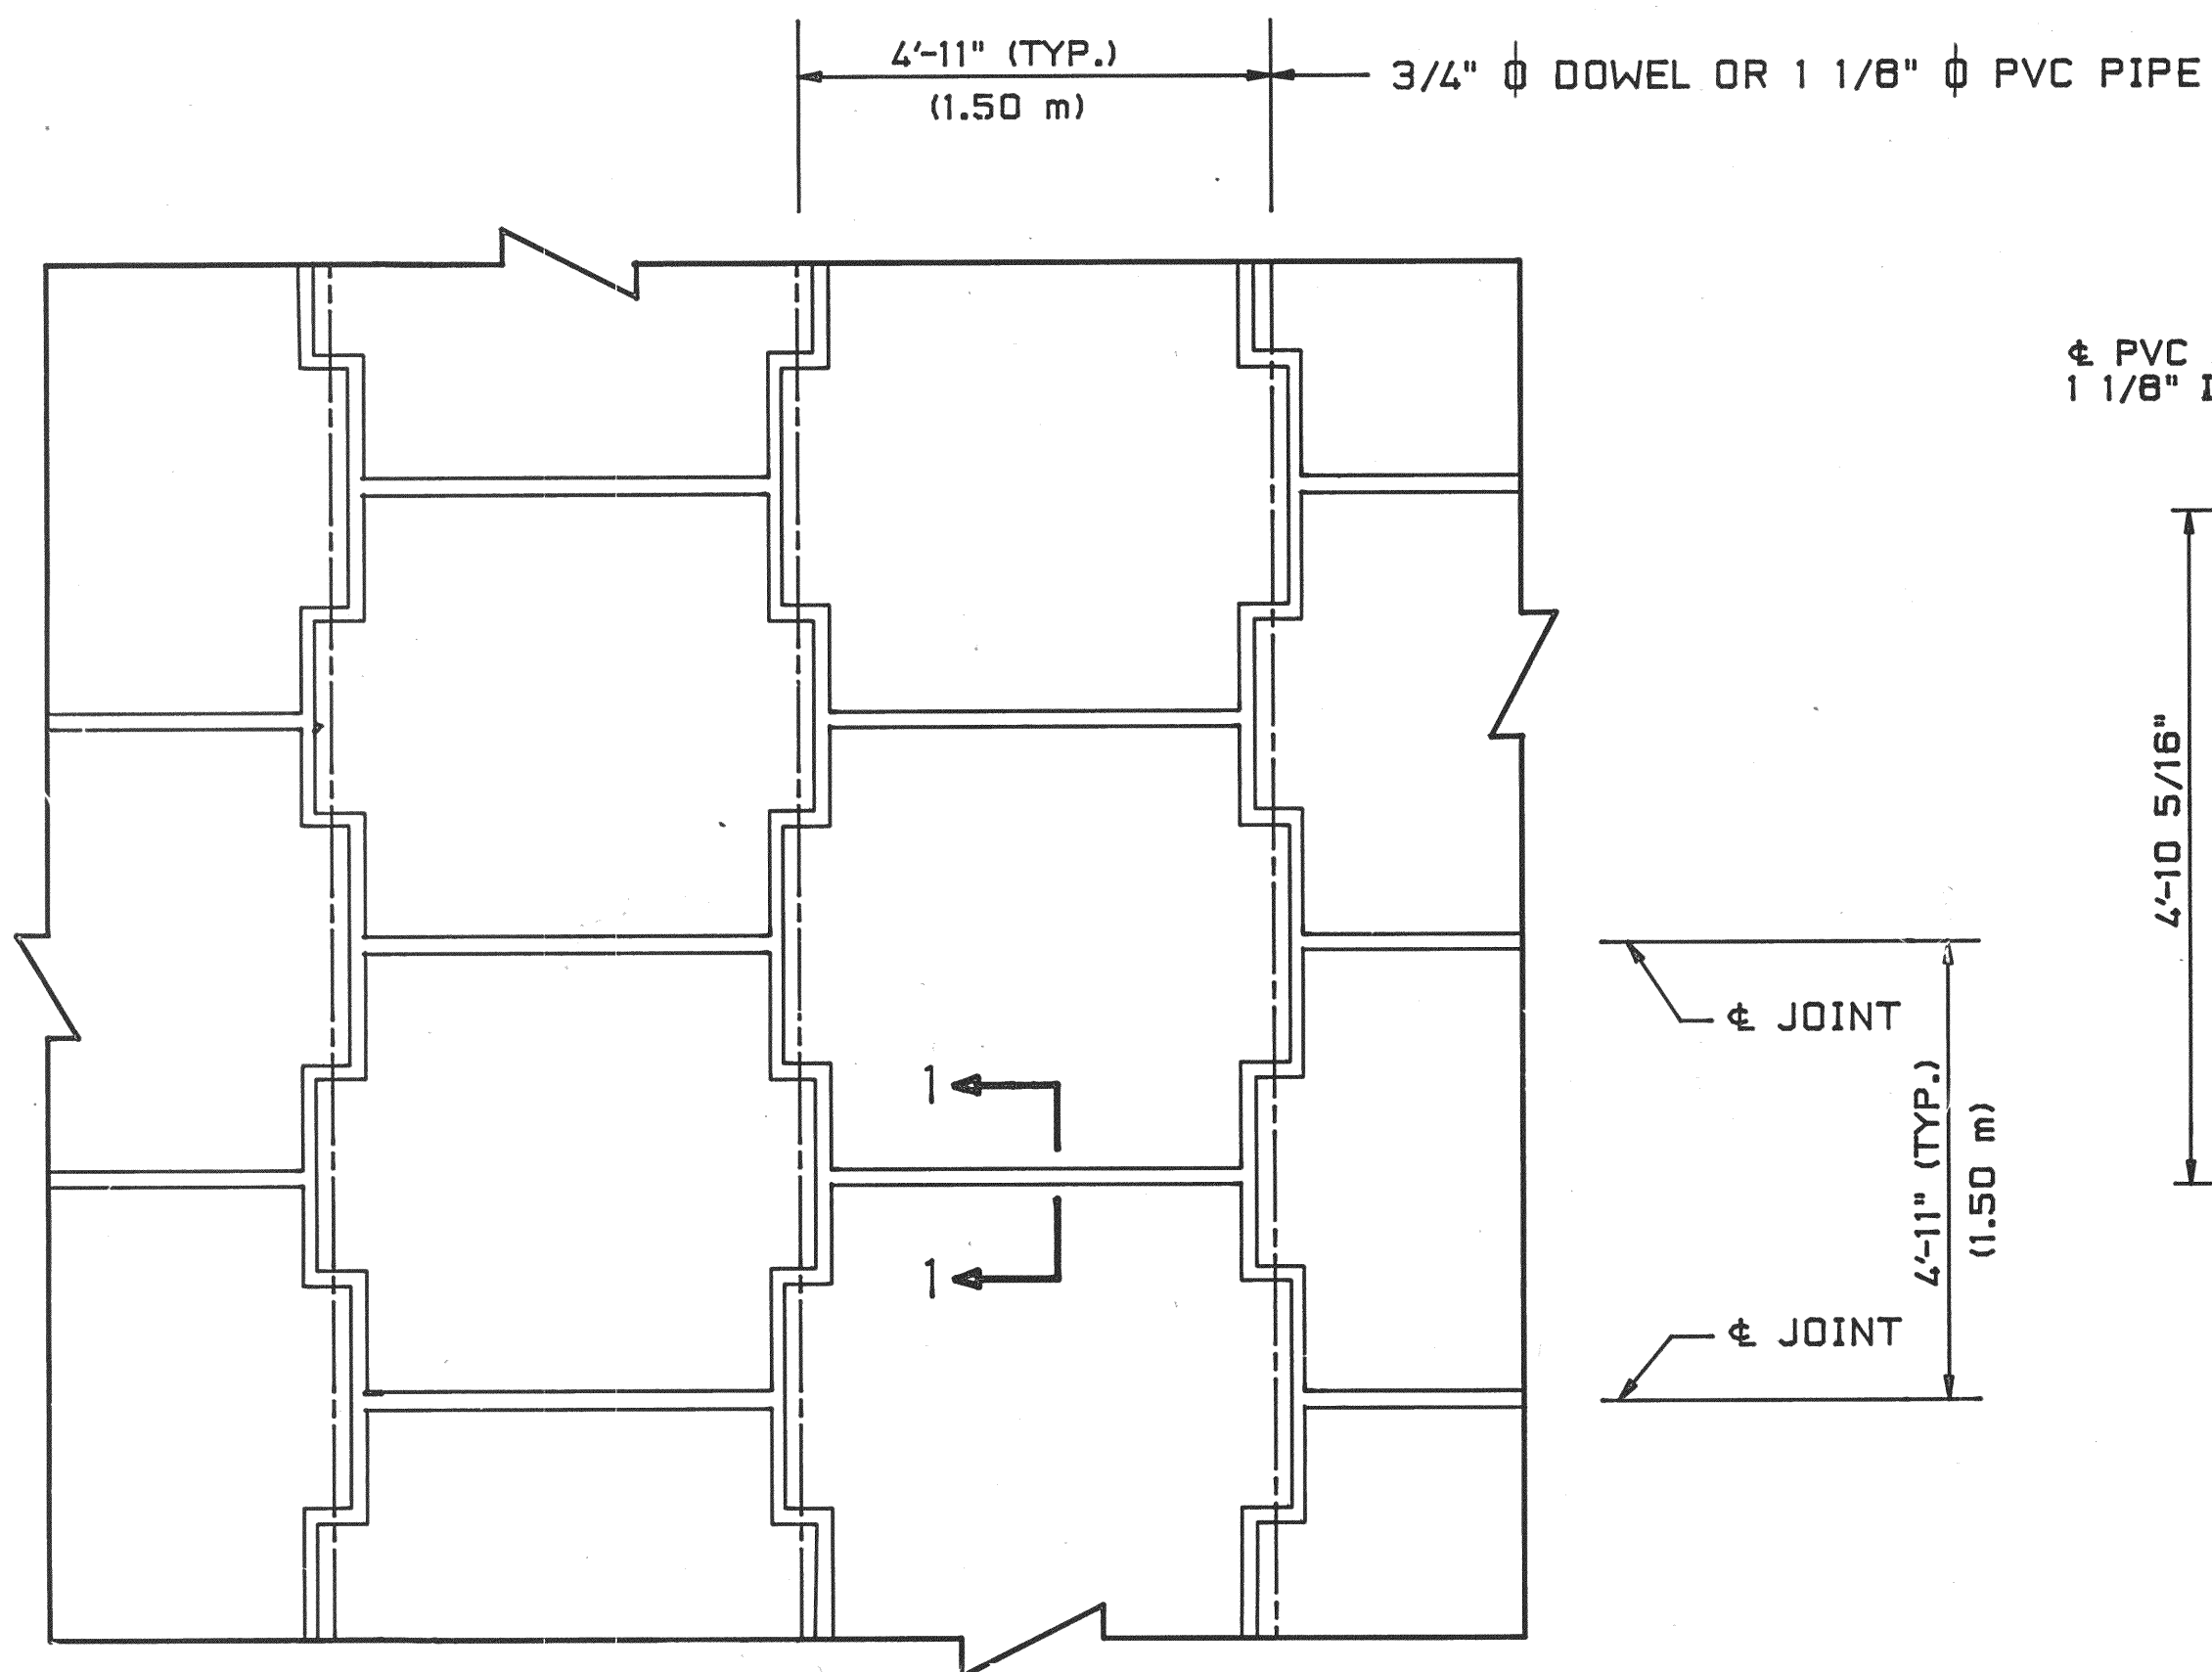 4'-11" (TYP.)
(1.50 m)
3/4" ⌀ DOWEL OR 1 1/8" ⌀ PVC PIPE
℄ PVC
1 1/8" I
4'-10 5/16"
℄ JOINT
4'-11" (TYP.)
(1.50 m)
1
1
℄ JOINT